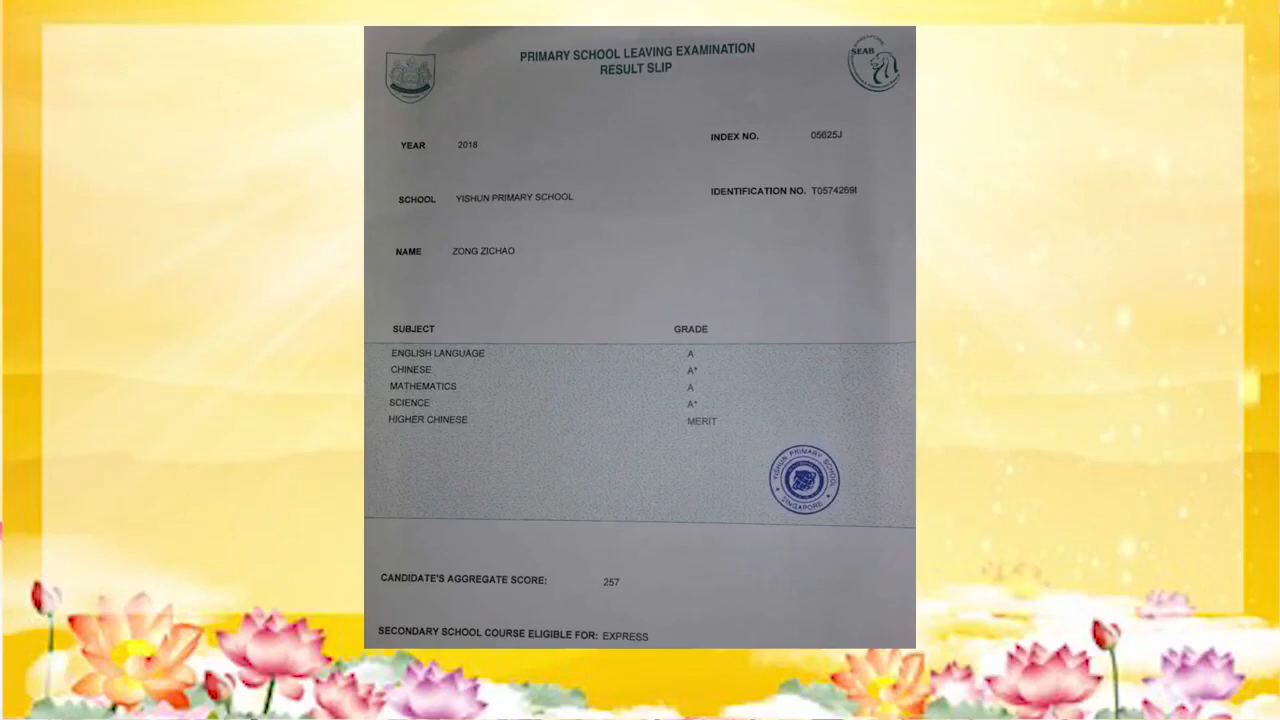 PRIMARY SCHOOL LEAVING EXAMINATION
RESULT SLIP
SEAB
INDEX NO. 05625J
YEAR 2018
IDENTIFICATION NO. T0574269I
SCHOOL YISHUN PRIMARY SCHOOL
NAME ZONG ZICHAO
SUBJECT GRADE
ENGLISH LANGUAGE A
CHINESE A*
MATHEMATICS A
SCIENCE A*
HIGHER CHINESE MERIT
YISHUN PRIMARY SCHOOL
SINGAPORE
CANDIDATE'S AGGREGATE SCORE: 257
SECONDARY SCHOOL COURSE ELIGIBLE FOR: EXPRESS